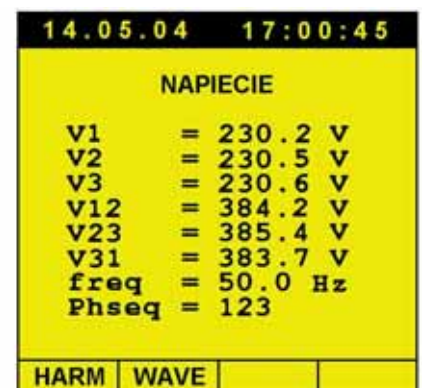 14.05.04 17:00:45
NAPIECIE
V1 = 230.2 V
V2 = 230.5 V
V3 = 230.6 V
V12 = 384.2 V
V23 = 385.4 V
V31 = 383.7 V
freq = 50.0 Hz
Phseq = 123
HARM WAVE